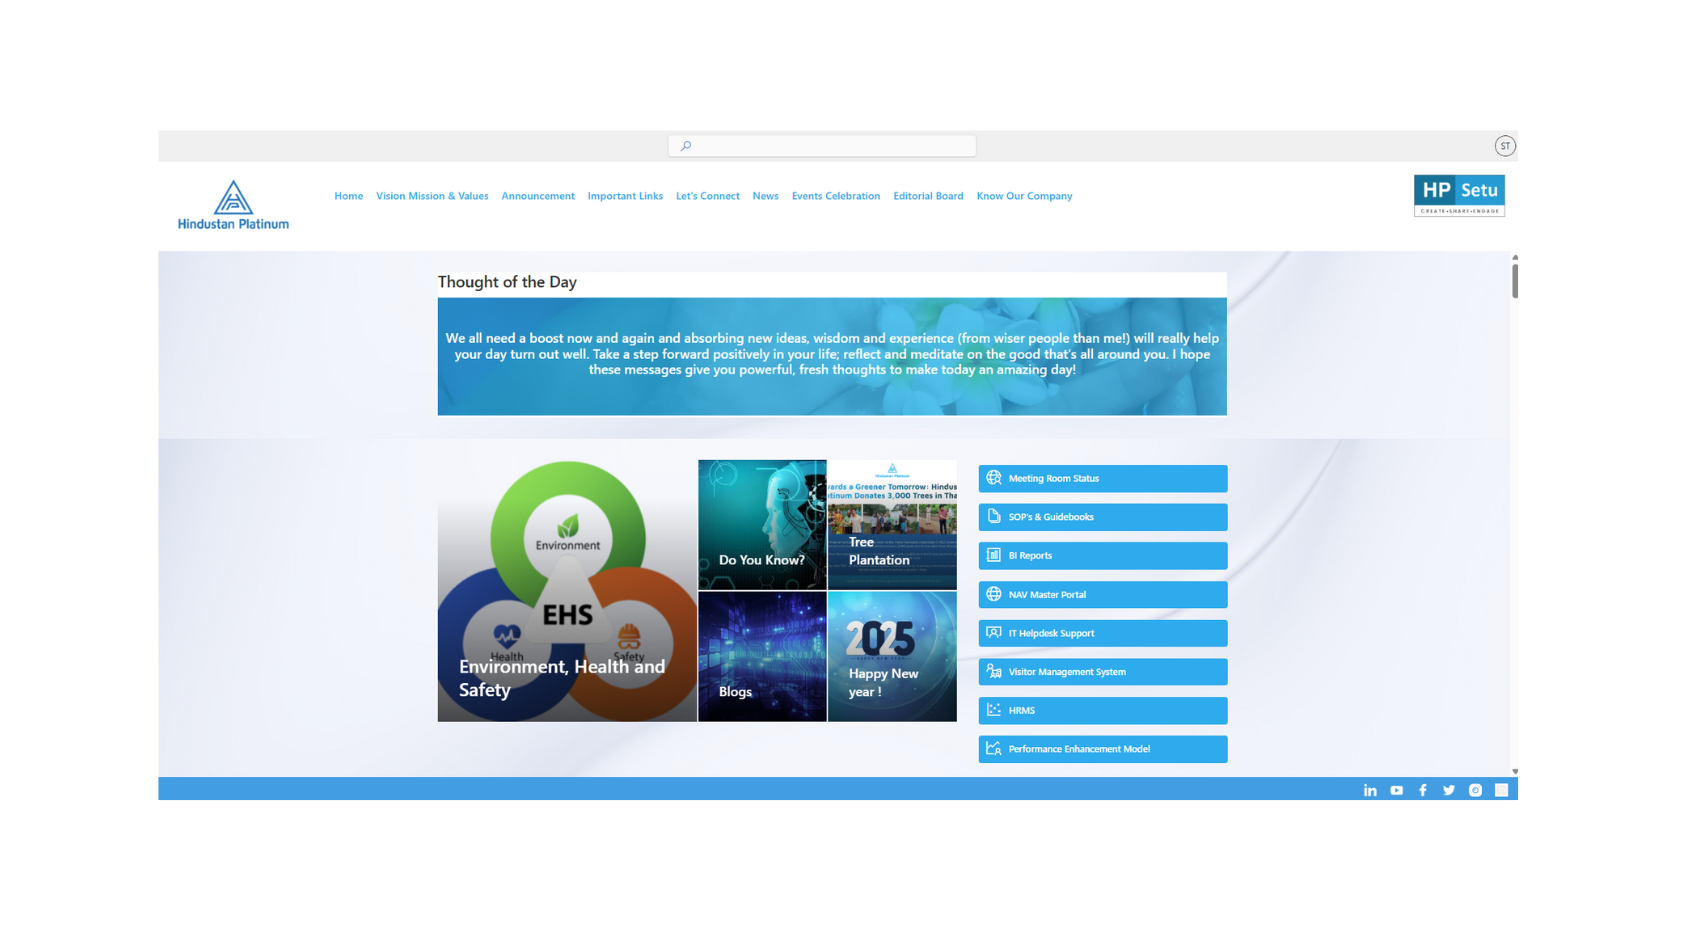 ST
Hindustan Platinum
Home Vision Mission & Values Announcement Important Links Let's Connect News Events Celebration Editorial Board Know Our Company
HP Setu
CREATE•SHARE•ENGAGE
Thought of the Day
We all need a boost now and again and absorbing new ideas, wisdom and experience (from wiser people than me!) will really help
your day turn out well. Take a step forward positively in your life; reflect and meditate on the good that's all around you. I hope
these messages give you powerful, fresh thoughts to make today an amazing day!
Environment
EHS
Health
Safety
Environment, Health and
Safety
Do You Know?
Hindustan Platinum
ards a Greener Tomorrow: Hindus
tinum Donates 3,000 Trees in Tha
Tree
Plantation
Blogs
2025
HAPPY NEW YEAR
Happy New
year !
Meeting Room Status
SOP's & Guidebooks
BI Reports
NAV Master Portal
IT Helpdesk Support
Visitor Management System
HRMS
Performance Enhancement Model